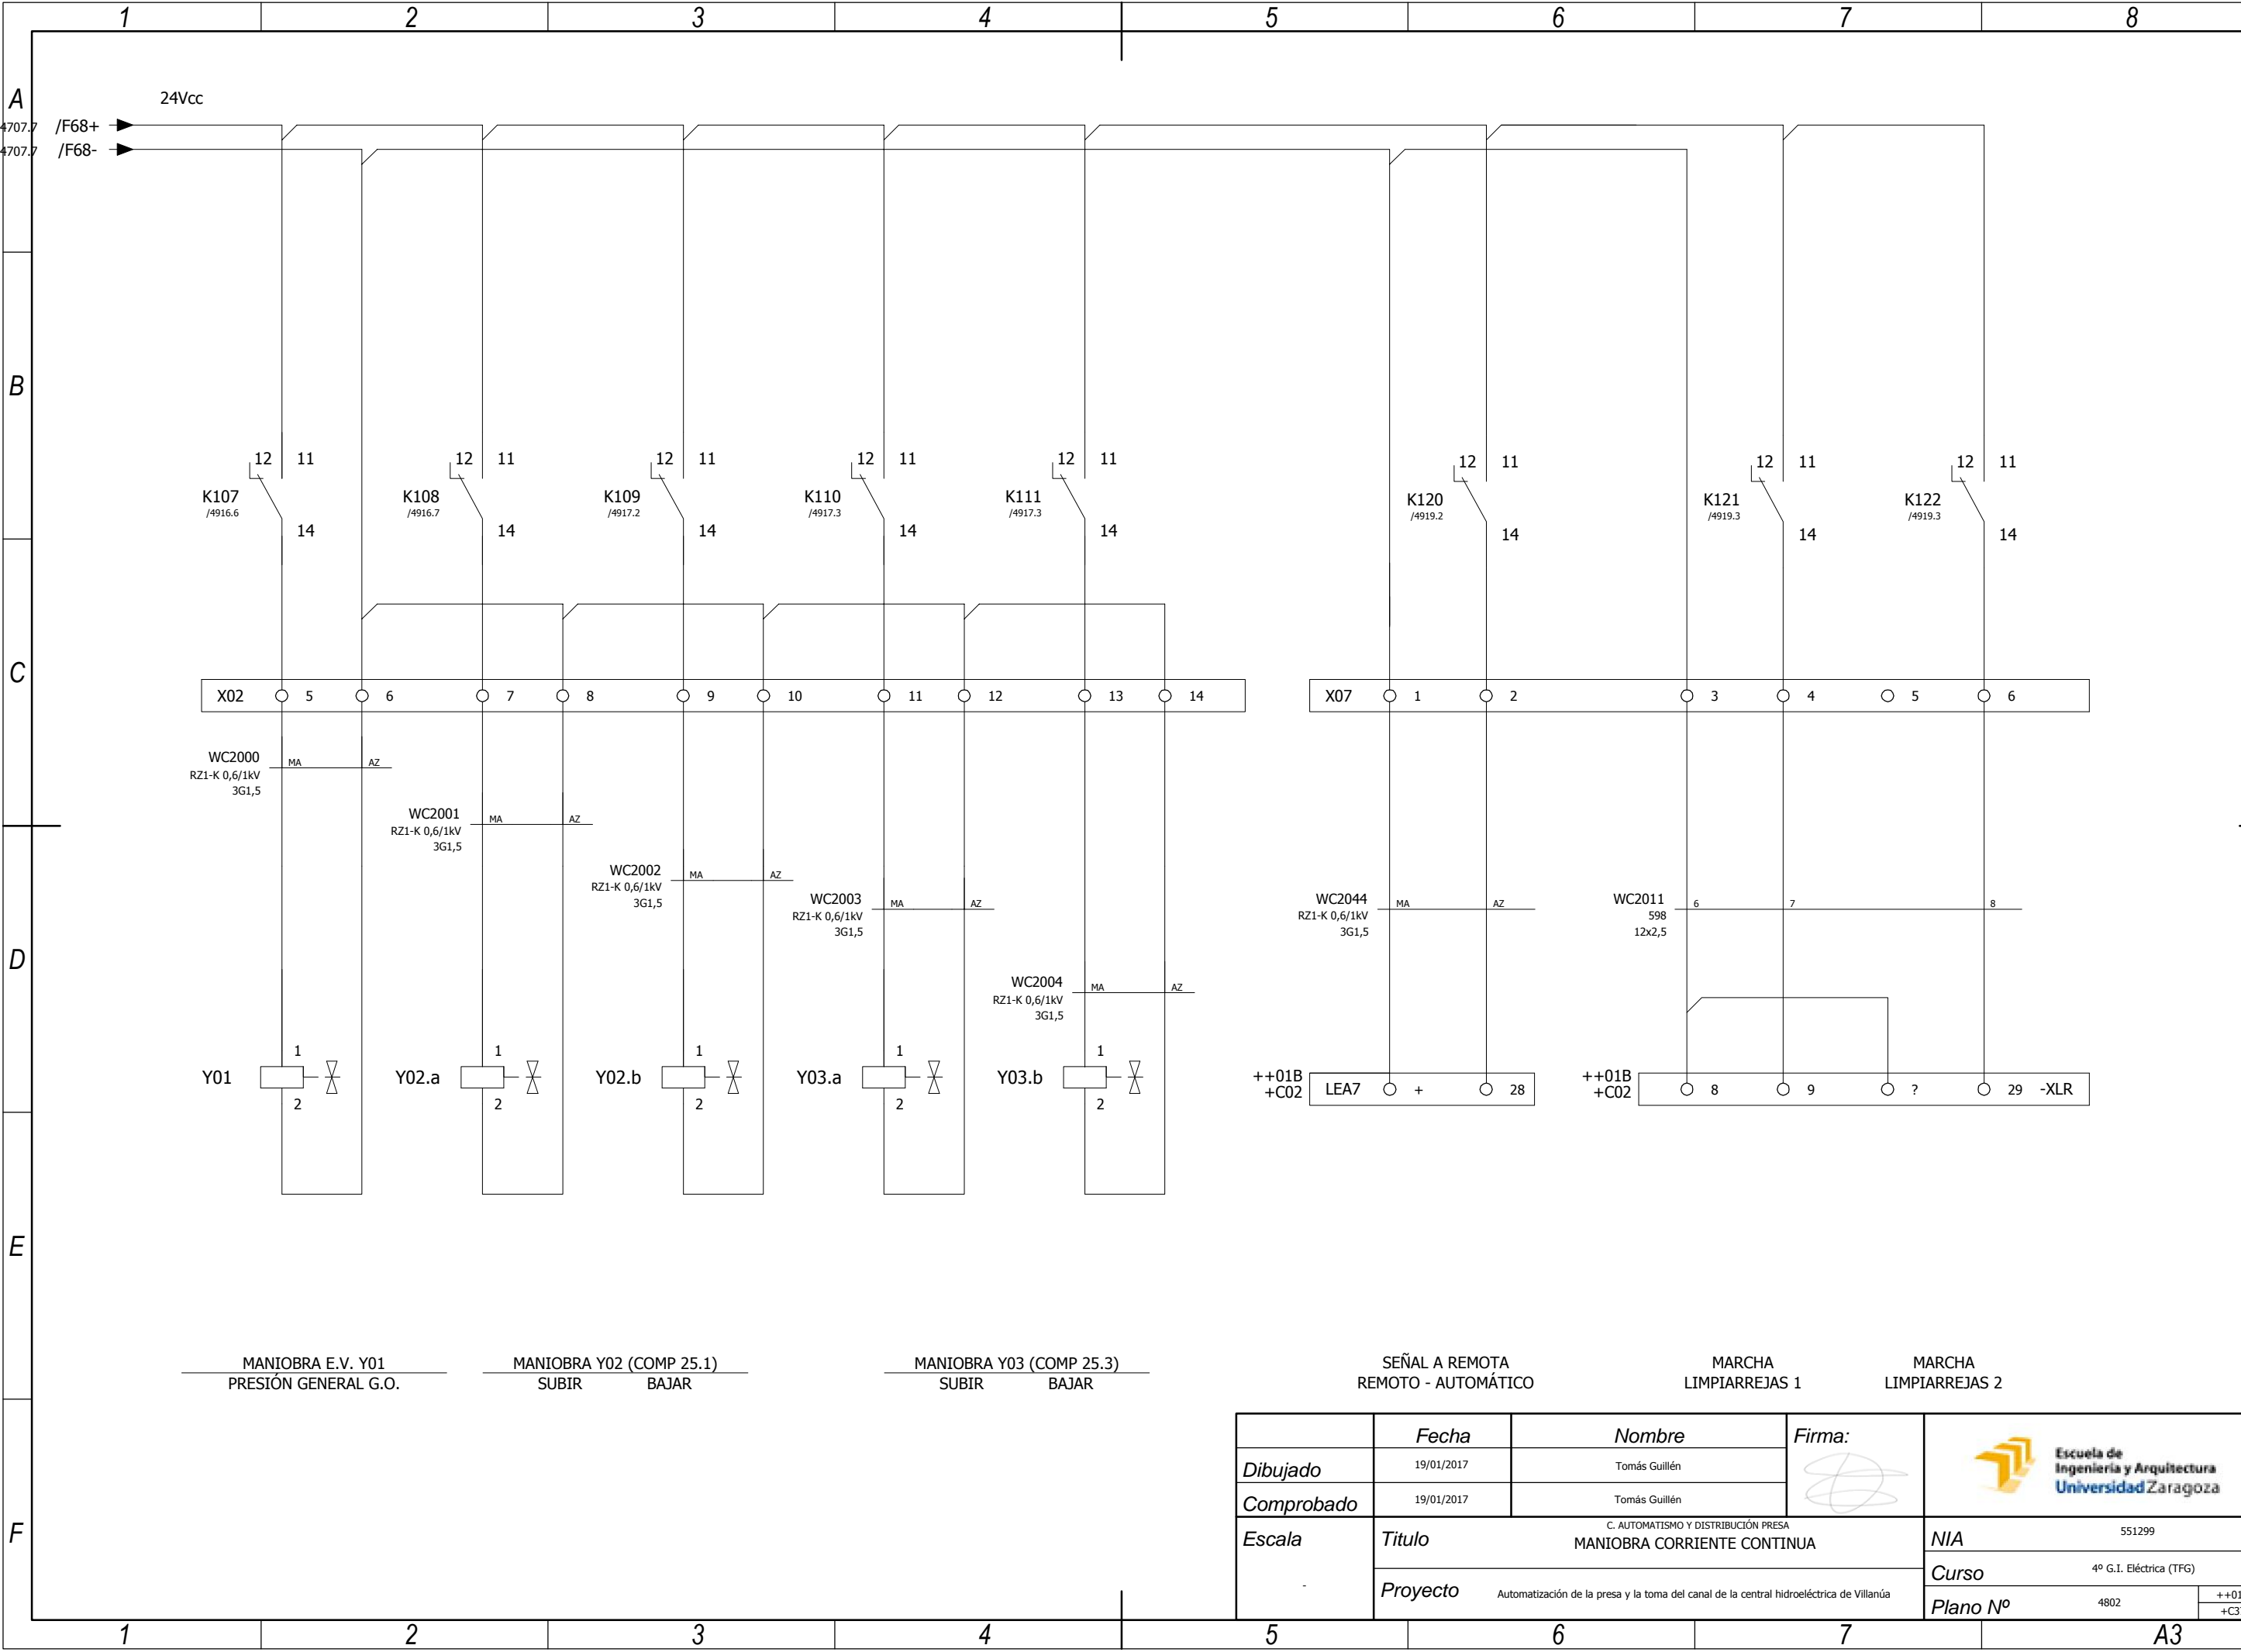 1 2 3 4 5 6 7 8
A
24Vcc
4707.7 /F68+
4707.7 /F68-
B
12 11 12 11 12 11 12 11 12 11 12 11 12 11 12 11
K107 K108 K109 K110 K111 K120 K121 K122
/4916.6 /4916.7 /4917.2 /4917.3 /4917.3 /4919.2 /4919.3 /4919.3
14 14 14 14 14 14 14 14
C
X02 5 6 7 8 9 10 11 12 13 14
X07 1 2 3 4 5 6
WC2000 MA AZ
RZ1-K 0,6/1kV
3G1,5
WC2001 MA AZ
RZ1-K 0,6/1kV
3G1,5
WC2002 MA AZ
RZ1-K 0,6/1kV
3G1,5
WC2003 MA AZ
RZ1-K 0,6/1kV
3G1,5
WC2044 MA AZ
RZ1-K 0,6/1kV
3G1,5
WC2011 6 7 8
598
12x2,5
D
WC2004 MA AZ
RZ1-K 0,6/1kV
3G1,5
1 1 1 1 1
Y01 Y02.a Y02.b Y03.a Y03.b
2 2 2 2 2
++01B
+C02 LEA7 + 28
++01B
+C02 8 9 ? 29 -XLR
E
MANIOBRA E.V. Y01
PRESIÓN GENERAL G.O.
MANIOBRA Y02 (COMP 25.1)
SUBIR BAJAR
MANIOBRA Y03 (COMP 25.3)
SUBIR BAJAR
SEÑAL A REMOTA
REMOTO - AUTOMÁTICO
MARCHA
LIMPIARREJAS 1
MARCHA
LIMPIARREJAS 2
F
Fecha Nombre Firma:
Dibujado 19/01/2017 Tomás Guillén
Comprobado 19/01/2017 Tomás Guillén
Escuela de
Ingeniería y Arquitectura
Universidad Zaragoza
Escala
-
Titulo
C. AUTOMATISMO Y DISTRIBUCIÓN PRESA
MANIOBRA CORRIENTE CONTINUA
Proyecto Automatización de la presa y la toma del canal de la central hidroeléctrica de Villanúa
NIA 551299
Curso 4º G.I. Eléctrica (TFG)
Plano Nº 4802
1 2 3 4 5 6 7 A3